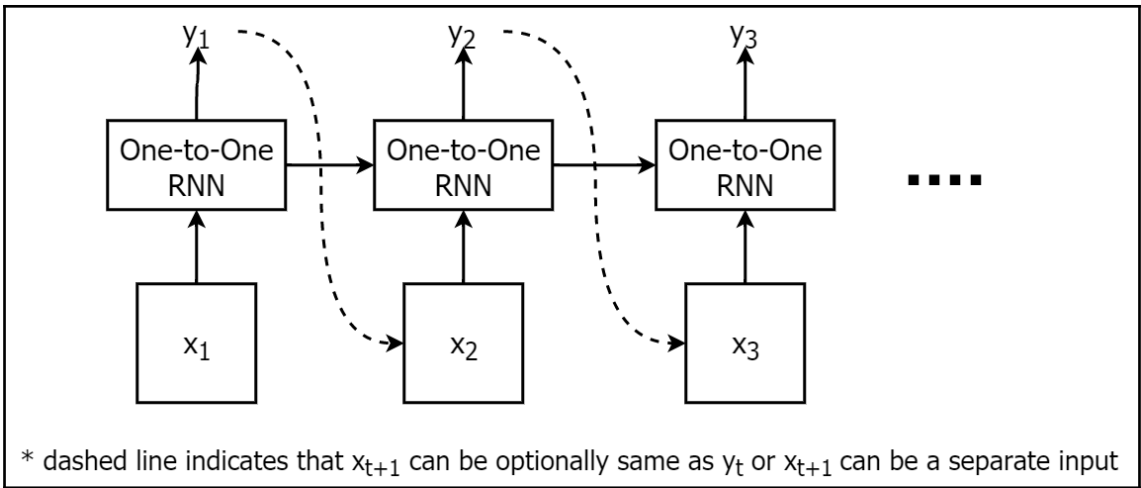 y1 y2 y3
One-to-One RNN
One-to-One RNN
One-to-One RNN
....
x1 x2 x3
* dashed line indicates that xt+1 can be optionally same as yt or xt+1 can be a separate input